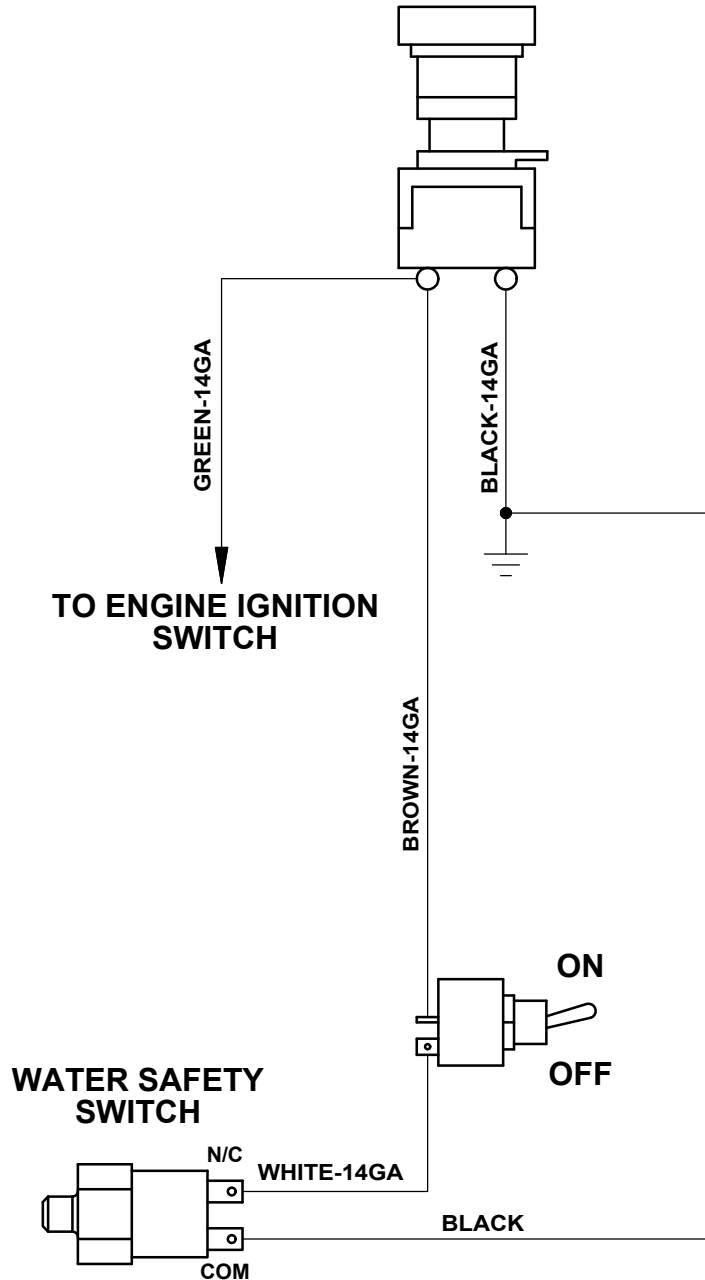 GREEN-14GA
BLACK-14GA
TO ENGINE IGNITION
SWITCH
BROWN-14GA
ON
OFF
WATER SAFETY
SWITCH
N/C
WHITE-14GA
BLACK
COM